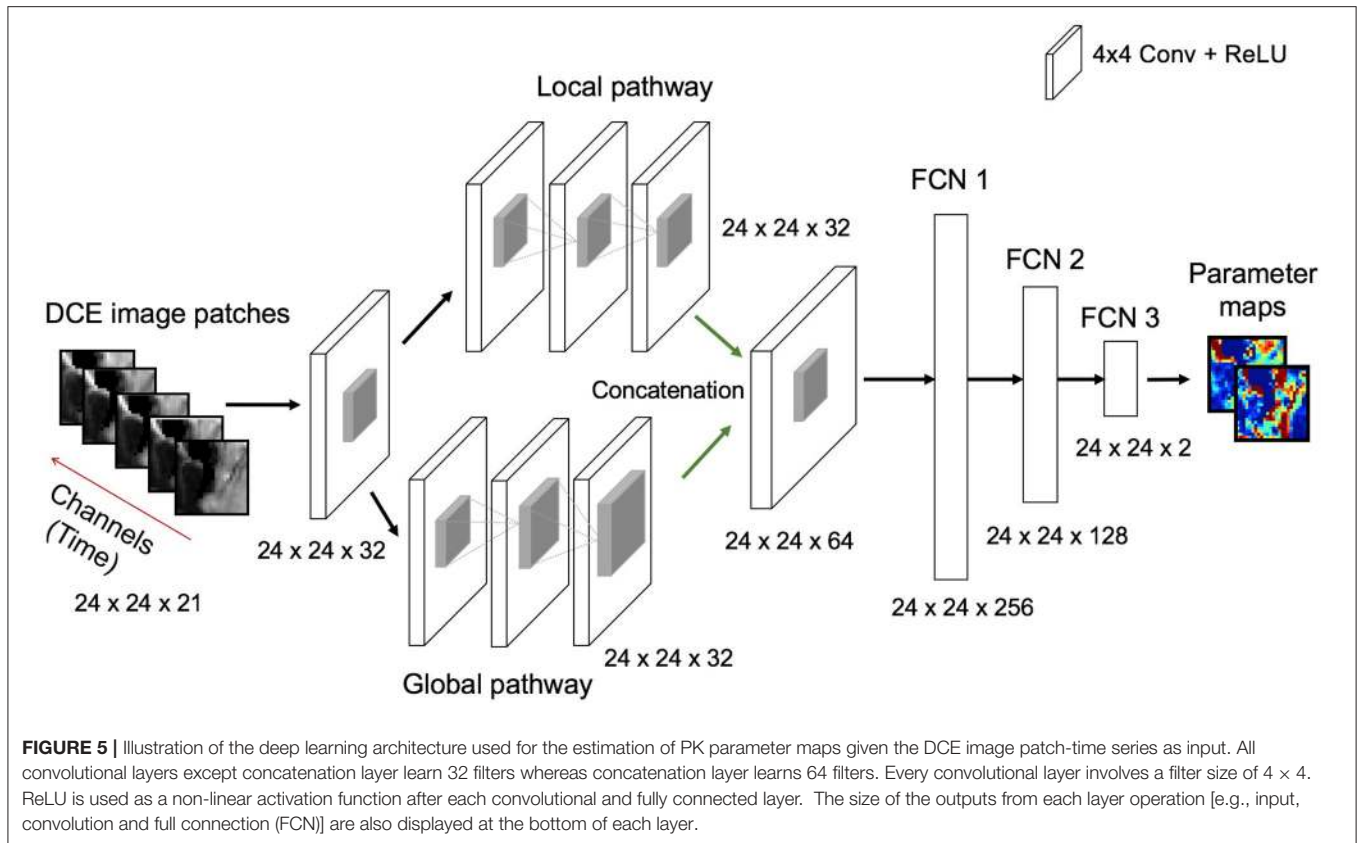 4x4 Conv + ReLU
Local pathway
24 x 24 x 32
FCN 1
FCN 2
FCN 3
Parameter
maps
DCE image patches
Concatenation
Channels
(Time)
24 x 24 x 21
24 x 24 x 32
24 x 24 x 32
Global pathway
24 x 24 x 64
24 x 24 x 256
24 x 24 x 128
24 x 24 x 2
FIGURE 5 | Illustration of the deep learning architecture used for the estimation of PK parameter maps given the DCE image patch-time series as input. All
convolutional layers except concatenation layer learn 32 filters whereas concatenation layer learns 64 filters. Every convolutional layer involves a filter size of 4 × 4.
ReLU is used as a non-linear activation function after each convolutional and fully connected layer. The size of the outputs from each layer operation [e.g., input,
convolution and full connection (FCN)] are also displayed at the bottom of each layer.